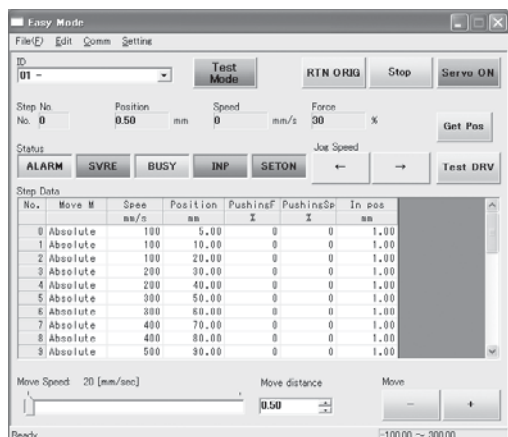 Easy Mode
File(F) Edit Comm Setting
ID
01 -
Test Mode
RTN ORIG
Stop
Servo ON
Step No. Position Speed Force
No. 0 0.50 mm 0 mm/s 30 %
Get Pos
Status Jog Speed
ALARM SVRE BUSY INP SETON ← → Test DRV
Step Data
No. Move M Spee Position PushingF PushingSp In pos
mm/s mm % % mm
0 Absolute 100 5.00 0 0 1.00
1 Absolute 100 10.00 0 0 1.00
2 Absolute 100 20.00 0 0 1.00
3 Absolute 200 30.00 0 0 1.00
4 Absolute 200 40.00 0 0 1.00
5 Absolute 300 50.00 0 0 1.00
6 Absolute 300 60.00 0 0 1.00
7 Absolute 400 70.00 0 0 1.00
8 Absolute 400 80.00 0 0 1.00
9 Absolute 500 90.00 0 0 1.00
Move Speed: 20 [mm/sec] Move distance Move
0.50 - +
Ready -100.00 ~ 300.00